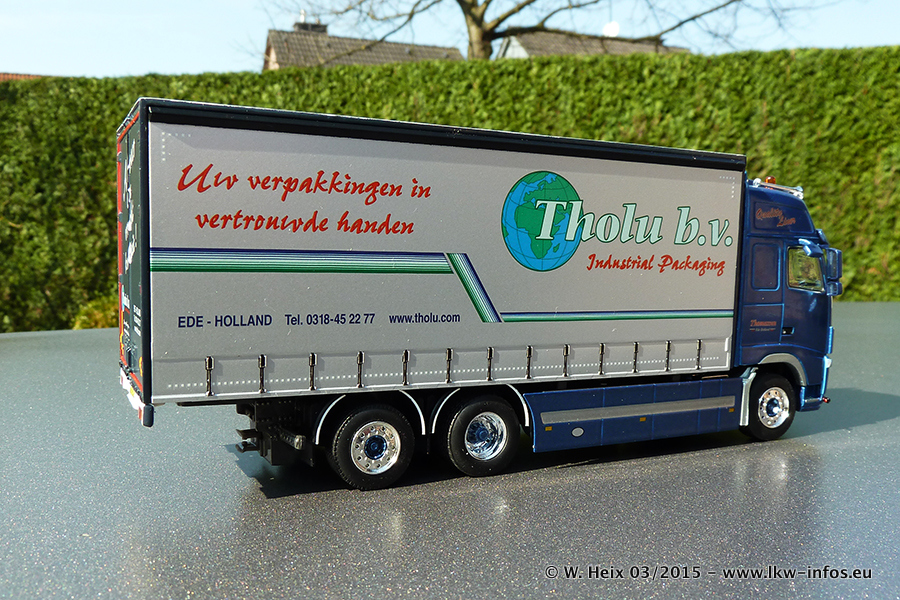 Uw verpakkingen in
vertrouwde handen
Tholu b.v.
Industrial Packaging
EDE - HOLLAND Tel. 0318-45 22 77 www.tholu.com
© W. Heix 03/2015 - www.lkw-infos.eu